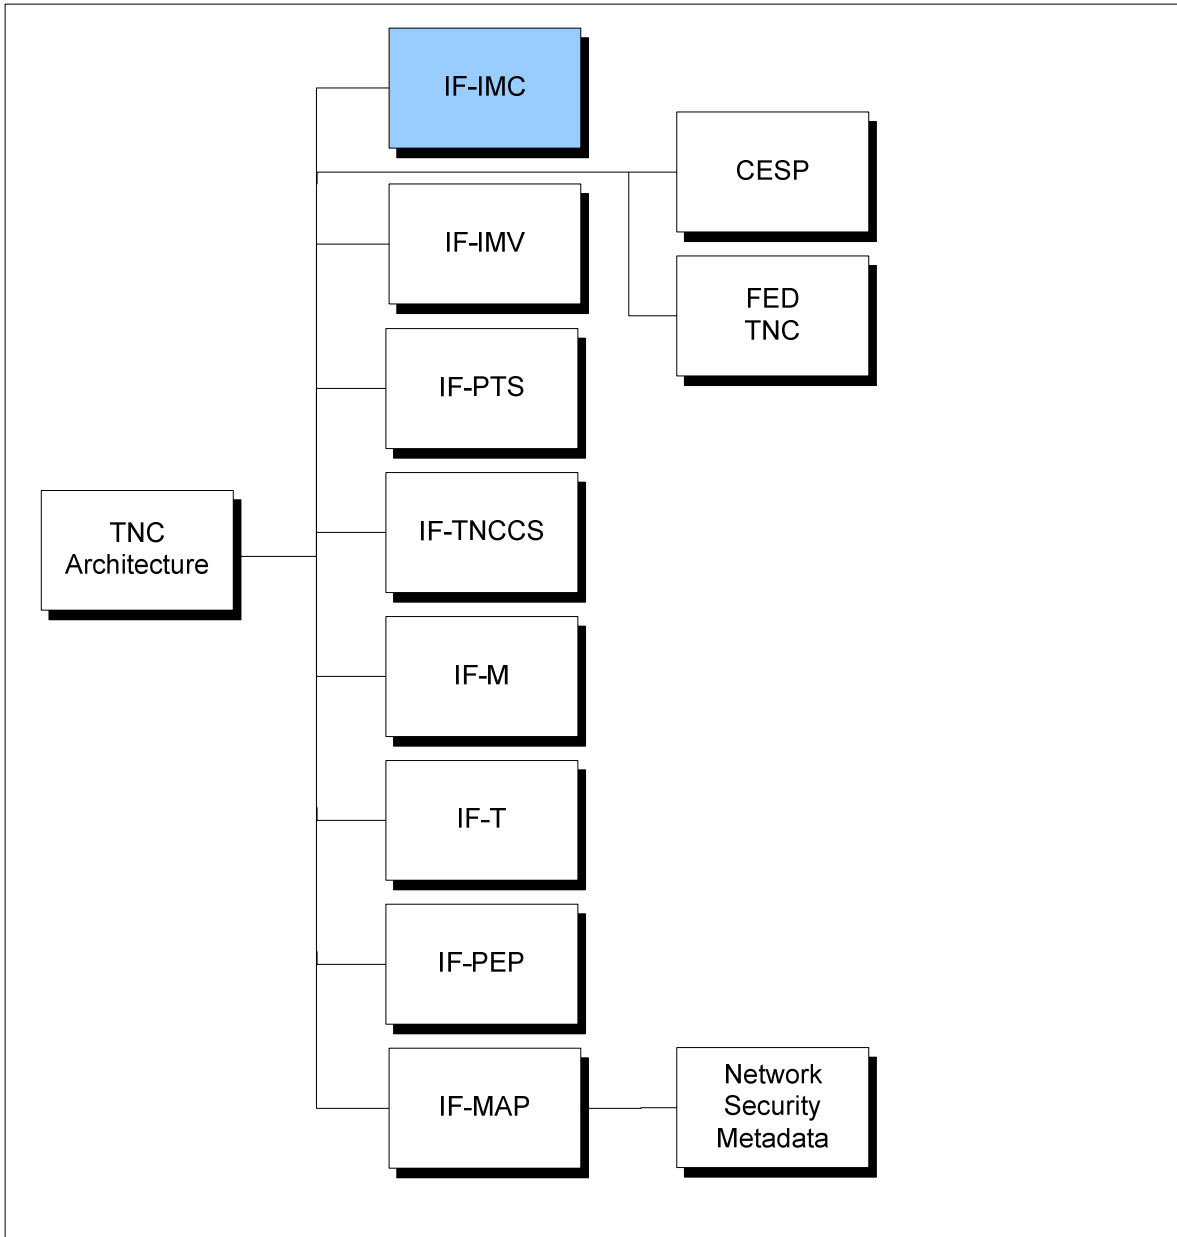 IF-IMC
CESP
IF-IMV
FED
TNC
IF-PTS
TNC
Architecture
IF-TNCCS
IF-M
IF-T
IF-PEP
IF-MAP
Network
Security
Metadata